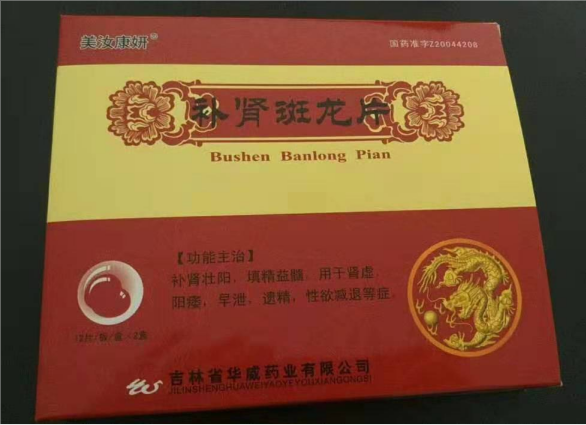 美汝康妍®
国药准字Z20044208
补肾斑龙片
Bushen Banlong Pian
【功能主治】
补肾壮阳，填精益髓，用于肾虚，
阳痿，早泄，遗精，性欲减退等症。
吉林省华威药业有限公司
JILINSHENGHUAWEIYAOYEYOUXIANGONGSI